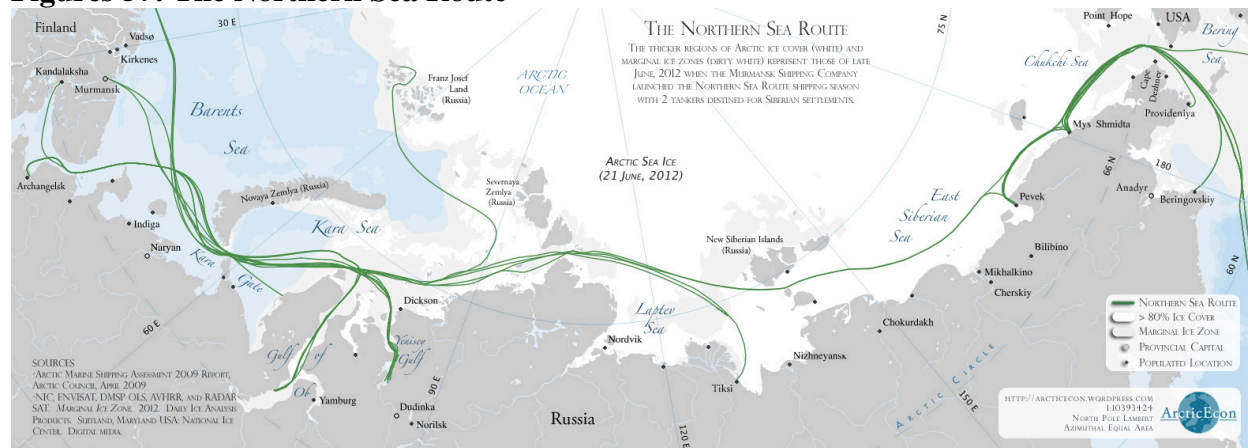 Figures 57: The Northern Sea Route
THE NORTHERN SEA ROUTE
THE THICKER REGIONS OF ARCTIC ICE COVER (WHITE) AND
MARGINAL ICE ZONES (DIRTY WHITE) REPRESENT THOSE OF LATE
JUNE, 2012 WHEN THE MURMANSK SHIPPING COMPANY
LAUNCHED THE NORTHERN SEA ROUTE SHIPPING SEASON
WITH 2 TANKERS DESTINED FOR SIBERIAN SETTLEMENTS.
Finland
30 E
Vadsø
Kirkenes
Kandalaksha
Murmansk
Barents
Sea
Archangelsk
Indiga
Naryan
Kara
Gate
60 E
Novaya Zemlya (Russia)
Kara Sea
Franz Josef
Land
(Russia)
ARCTIC
OCEAN
75 N
Severnaya
Zemlya
(Russia)
ARCTIC SEA ICE
(21 JUNE, 2012)
Dickson
Yenisey
Gulf
Gulf of
Ob
Yamburg
90 E
Dudinka
Norilsk
Russia
Nordvik
Laptev
Sea
Tiksi
120 E
New Siberian Islands
(Russia)
Nizhneyansk
Chokurdakh
East
Siberian
Sea
ARCTIC CIRCLE
150 E
Pevek
Bilibino
Mikhalkino
Cherskiy
Mys Shmidta
66 N
Chukchi Sea
Point Hope
USA
Bering
Sea
Cape
Dezhnev
Provideniya
180
Anadyr
Beringovskiy
60 N
NORTHERN SEA ROUTE
> 80% ICE COVER
MARGINAL ICE ZONE
PROVINCIAL CAPITAL
POPULATED LOCATION
SOURCES
-ARCTIC MARINE SHIPPING ASSESSMENT 2009 REPORT,
ARCTIC COUNCIL, APRIL 2009
-NIC, ENVISAT, DMSP OLS, AVHRR, AND RADAR
SAT. MARGINAL ICE ZONE. 2012. DAILY ICE ANALYSIS
PRODUCTS. SUITLAND, MARYLAND USA: NATIONAL ICE
CENTER. DIGITAL MEDIA.
HTTP://ARCTICECON.WORDPRESS.COM
1:10393424
NORTH POLE LAMBERT
AZIMUTHAL EQUAL AREA
ArcticEcon